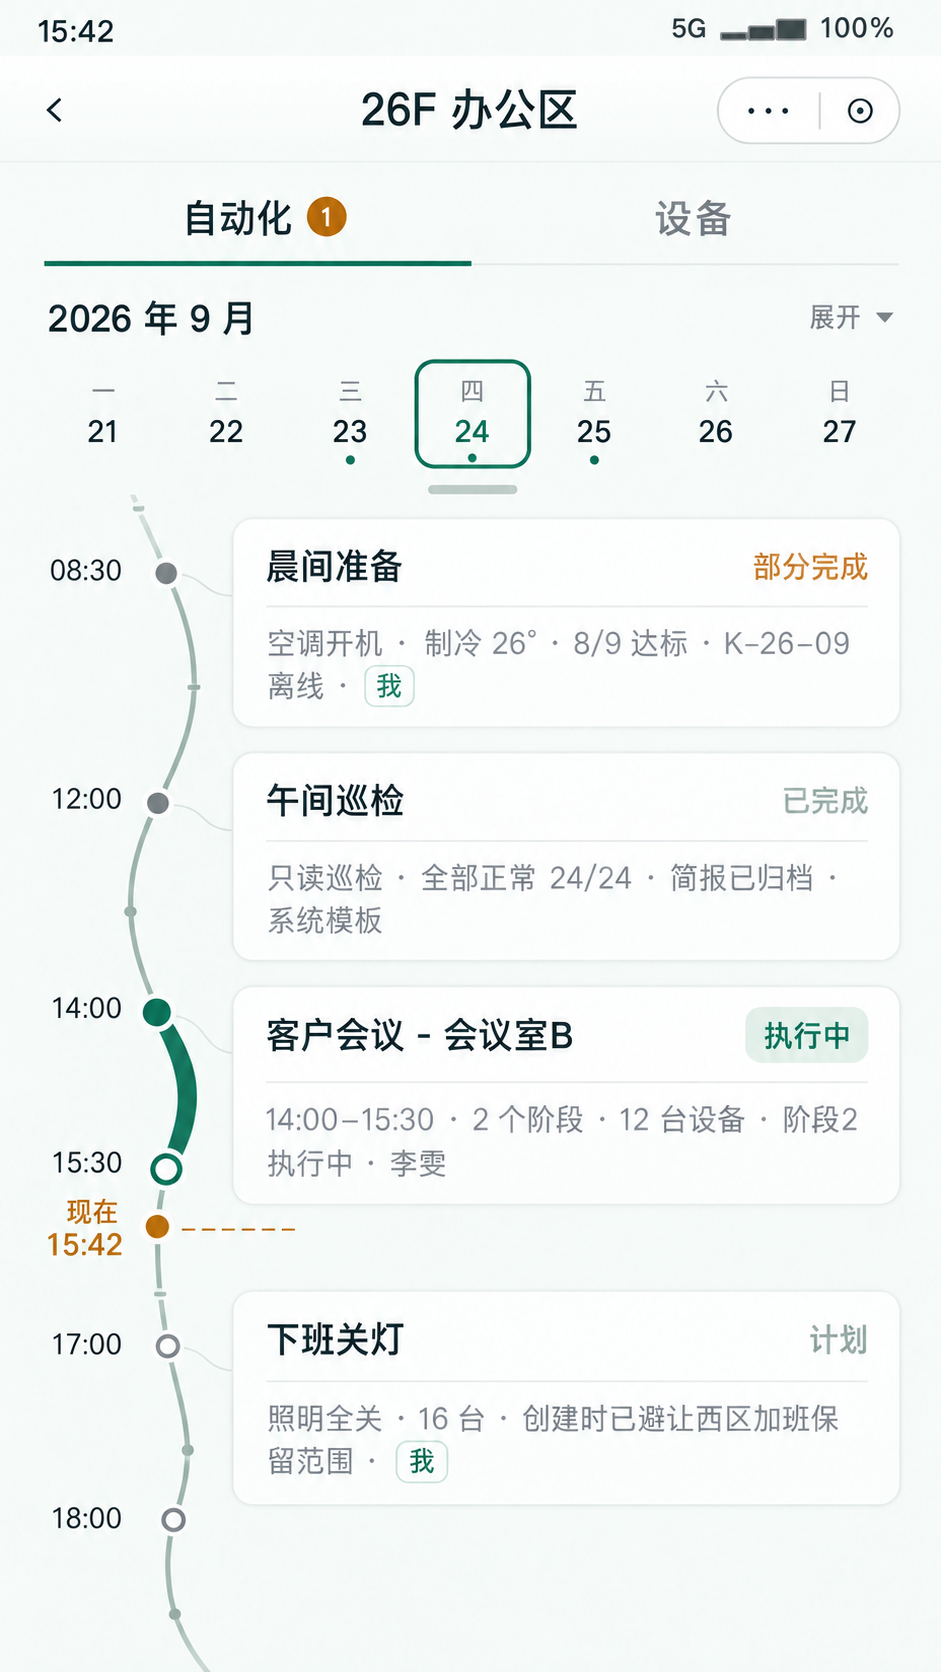 15:42 5G 100%
26F 办公区
自动化 1 设备
2026 年 9 月 展开
一 二 三 四 五 六 日
21 22 23 24 25 26 27
08:30
晨间准备 部分完成
空调开机 · 制冷 26° · 8/9 达标 · K-26-09
离线 · 我
12:00
午间巡检 已完成
只读巡检 · 全部正常 24/24 · 简报已归档 ·
系统模板
14:00
客户会议 - 会议室B 执行中
14:00-15:30 · 2 个阶段 · 12 台设备 · 阶段2
执行中 · 李雯
15:30
现在
15:42
17:00
下班关灯 计划
照明全关 · 16 台 · 创建时已避让西区加班保
留范围 · 我
18:00